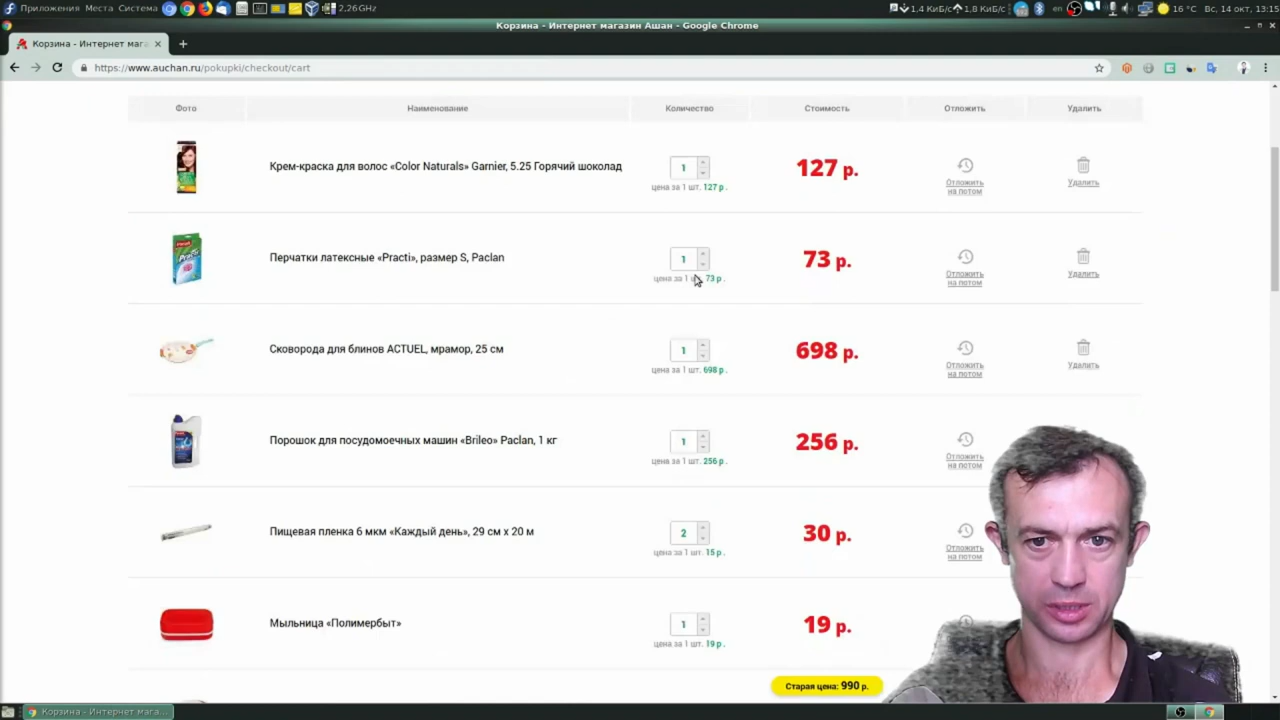 Приложения Места Система 2,26GHz 1,4 КиБ/с 1,8 КиБ/с en 16 °C Вс, 14 окт, 13:15
Корзина - Интернет магазин Ашан - Google Chrome
Корзина - Интернет мага
https://www.auchan.ru/pokupki/checkout/cart
Фото Наименование Количество Стоимость Отложить Удалить
Крем-краска для волос «Color Naturals» Garnier, 5.25 Горячий шоколад 1 127 р.
цена за 1 шт. 127 р. Отложить на потом Удалить
Перчатки латексные «Practi», размер S, Paclan 1 73 р.
цена за 1 73 р. Отложить на потом Удалить
Сковорода для блинов ACTUEL, мрамор, 25 см 1 698 р.
цена за 1 шт. 698 р. Отложить на потом Удалить
Порошок для посудомоечных машин «Brileo» Paclan, 1 кг 1 256 р.
цена за 1 шт. 256 р. Отложить на потом
Пищевая пленка 6 мкм «Каждый день», 29 см х 20 м 2 30 р.
цена за 1 шт. 15 р. Отложить на потом
Мыльница «Полимербыт» 1 19 р.
цена за 1 шт. 19 р.
Старая цена: 990 р.
Корзина - Интернет мага...